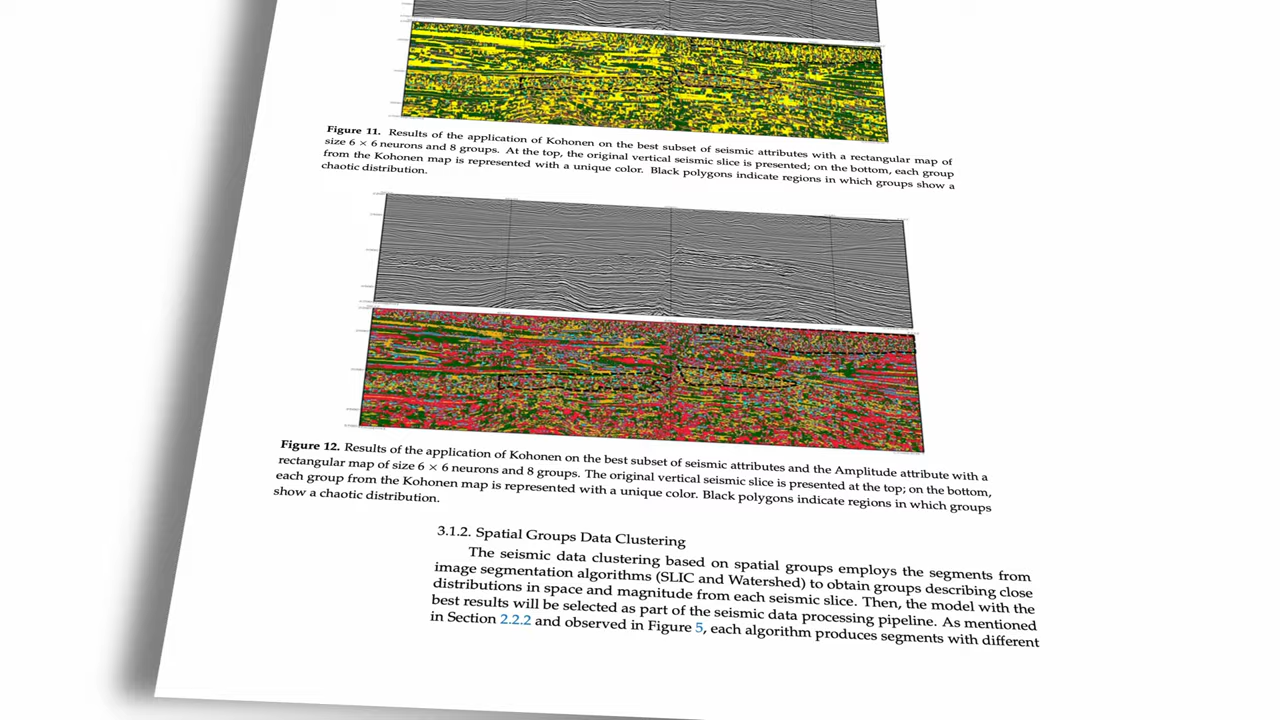 Figure 11. Results of the application of Kohonen on the best subset of seismic attributes with a rectangular map of
size 6 × 6 neurons and 8 groups. At the top, the original vertical seismic slice is presented; on the bottom, each group
from the Kohonen map is represented with a unique color. Black polygons indicate regions in which groups show a
chaotic distribution.
Figure 12. Results of the application of Kohonen on the best subset of seismic attributes and the Amplitude attribute with a
rectangular map of size 6 × 6 neurons and 8 groups. The original vertical seismic slice is presented at the top; on the bottom,
each group from the Kohonen map is represented with a unique color. Black polygons indicate regions in which groups
show a chaotic distribution.
3.1.2. Spatial Groups Data Clustering
The seismic data clustering based on spatial groups employs the segments from
image segmentation algorithms (SLIC and Watershed) to obtain groups describing close
distributions in space and magnitude from each seismic slice. Then, the model with the
best results will be selected as part of the seismic data processing pipeline. As mentioned
in Section 2.2.2 and observed in Figure 5, each algorithm produces segments with different